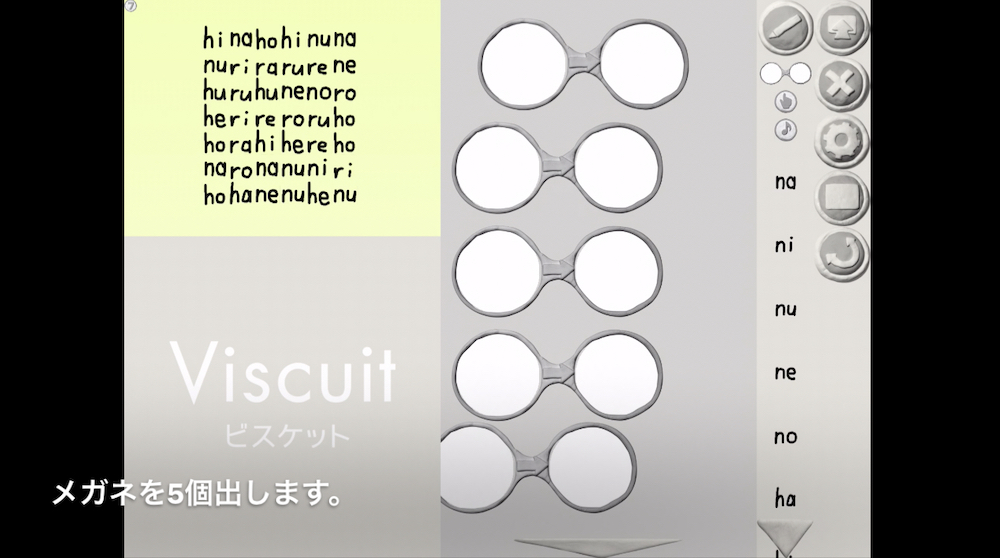 ⑦
hinahohinuna
nurirarurene
huruhunenoro
herireroruho
horahihereho
naronanuniri
hohanenuhenu
Viscuit
ビスケット
メガネを5個出します。
na
ni
nu
ne
no
ha